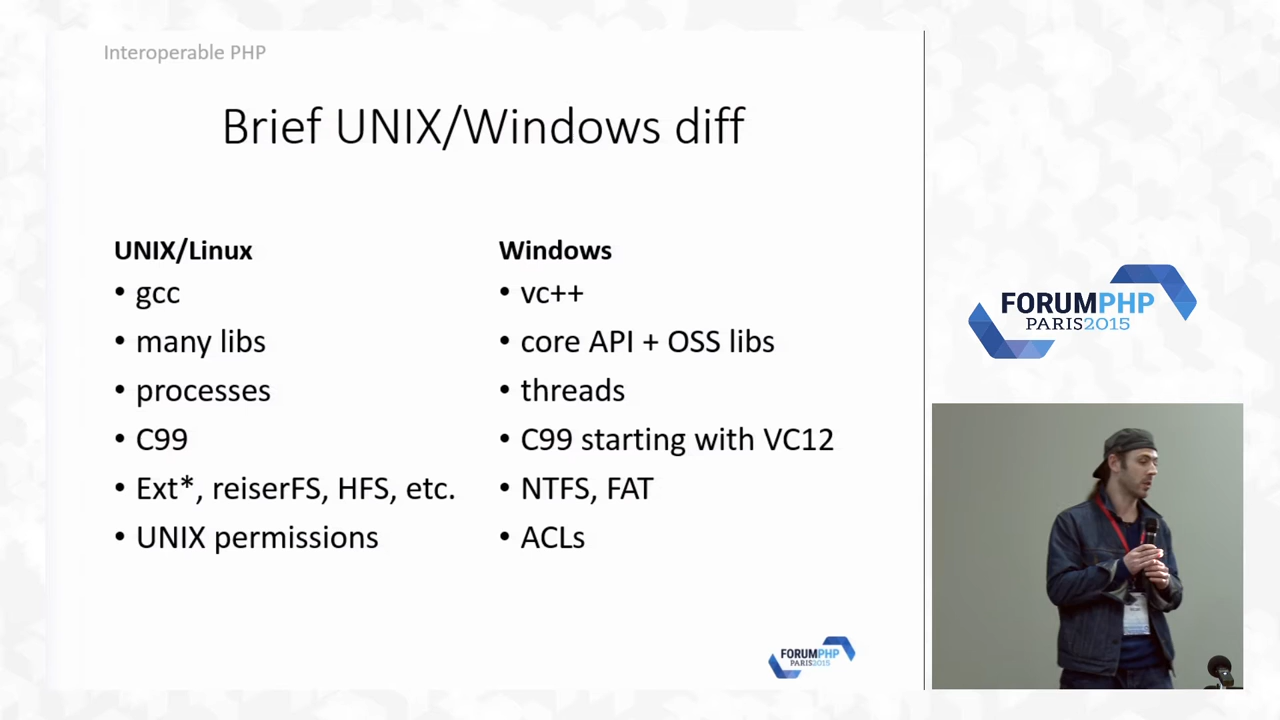 Interoperable PHP
Brief UNIX/Windows diff
UNIX/Linux
• gcc
• many libs
• processes
• C99
• Ext*, reiserFS, HFS, etc.
• UNIX permissions
Windows
• vc++
• core API + OSS libs
• threads
• C99 starting with VC12
• NTFS, FAT
• ACLs
FORUMPHP
PARIS2015
FORUMPHP
PARIS2015